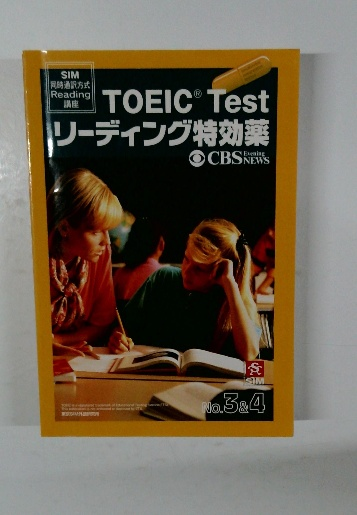 SIM
同時通訳方式
Reading
講座
TOEIC® Test
リーディング特効薬
CBS Evening NEWS
SIM
No.3&4